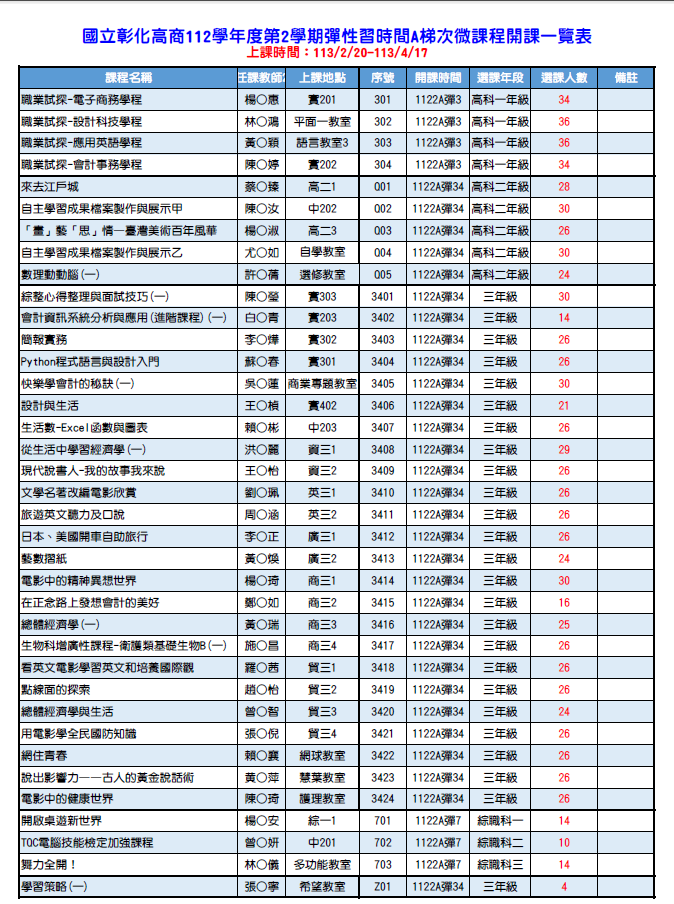 國立彰化高商112學年度第2學期彈性習時間A梯次微課程開課一覽表
上課時間：113/2/20-113/4/17
課程名稱 任課教師 上課地點 序號 開課時間 選課年段 選課人數 備註
職業試探-電子商務學程 楊○惠 實201 301 1122A彈3 高科一年級 34
職業試探-設計科技學程 林○鴻 平面一教室 302 1122A彈3 高科一年級 36
職業試探-應用英語學程 黃○穎 語言教室3 303 1122A彈3 高科一年級 36
職業試探-會計事務學程 陳○婷 實202 304 1122A彈3 高科一年級 34
來去江戶城 蔡○臻 高二1 001 1122A彈34 高科二年級 28
自主學習成果檔案製作與展示甲 陳○汝 中202 002 1122A彈34 高科二年級 30
「畫」藝「思」情—臺灣美術百年風華 楊○淑 高二3 003 1122A彈34 高科二年級 26
自主學習成果檔案製作與展示乙 尤○如 自學教室 004 1122A彈34 高科二年級 30
數理動動腦(一) 許○蒨 選修教室 005 1122A彈34 高科二年級 24
綜整心得整理與面試技巧(一) 陳○瑩 實303 3401 1122A彈34 三年級 30
會計資訊系統分析與應用(進階課程)(一) 白○青 實203 3402 1122A彈34 三年級 14
簡報實務 李○燁 實302 3403 1122A彈34 三年級 26
Python程式語言與設計入門 蘇○春 實301 3404 1122A彈34 三年級 26
快樂學會計的秘訣(一) 吳○蓮 商業專題教室 3405 1122A彈34 三年級 30
設計與生活 王○楨 實402 3406 1122A彈34 三年級 21
生活數-Excel函數與圖表 賴○彬 中203 3407 1122A彈34 三年級 26
從生活中學習經濟學(一) 洪○麗 資三1 3408 1122A彈34 三年級 29
現代說書人-我的故事我來說 王○怡 資三2 3409 1122A彈34 三年級 26
文學名著改編電影欣賞 劉○珮 英三1 3410 1122A彈34 三年級 26
旅遊英文聽力及口說 周○涵 英三2 3411 1122A彈34 三年級 26
日本、美國開車自助旅行 李○正 廣三1 3412 1122A彈34 三年級 26
藝數摺紙 黃○煥 廣三2 3413 1122A彈34 三年級 24
電影中的精神異想世界 楊○琦 商三1 3414 1122A彈34 三年級 30
在正念路上發想會計的美好 鄭○如 商三2 3415 1122A彈34 三年級 16
總體經濟學(一) 黃○瑞 商三3 3416 1122A彈34 三年級 25
生物科增廣性課程-衛護類基礎生物B(一) 施○昌 商三4 3417 1122A彈34 三年級 26
看英文電影學習英文和培養國際觀 羅○茜 貿三1 3418 1122A彈34 三年級 26
點線面的探索 趙○怡 貿三2 3419 1122A彈34 三年級 26
總體經濟學與生活 曾○智 貿三3 3420 1122A彈34 三年級 24
用電影學全民國防知識 張○倪 貿三4 3421 1122A彈34 三年級 26
網住青春 賴○襄 網球教室 3422 1122A彈34 三年級 26
說出影響力——古人的黃金說話術 黃○萍 慧葉教室 3423 1122A彈34 三年級 26
電影中的健康世界 陳○琦 護理教室 3424 1122A彈34 三年級 26
開啟桌遊新世界 楊○安 綜一1 701 1122A彈7 綜職科一 14
TQC電腦技能檢定加強課程 曾○妍 中201 702 1122A彈7 綜職科二 10
舞力全開！ 林○儀 多功能教室 703 1122A彈7 綜職科三 14
學習策略(一) 張○寧 希望教室 Z01 1122A彈34 三年級 4